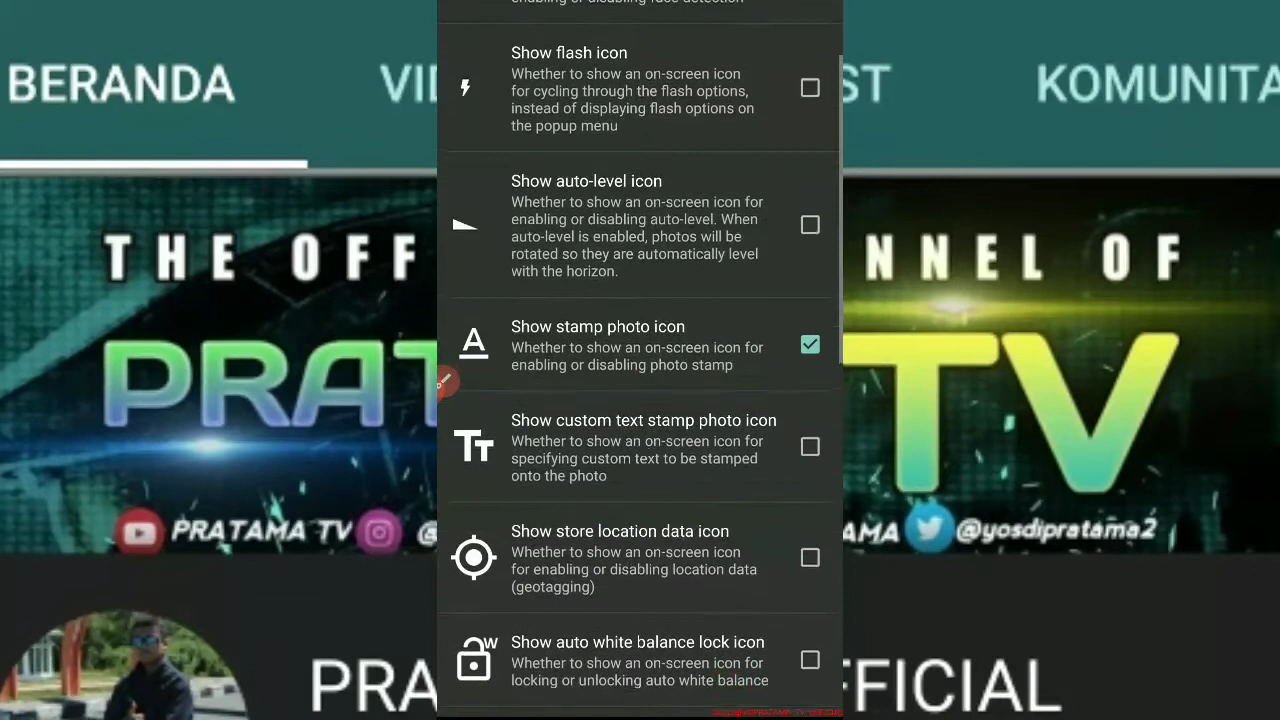 enabling or disabling face detection
Show flash icon
Whether to show an on-screen icon
for cycling through the flash options,
instead of displaying flash options on
the popup menu
Show auto-level icon
Whether to show an on-screen icon for
enabling or disabling auto-level. When
auto-level is enabled, photos will be
rotated so they are automatically level
with the horizon.
A
Show stamp photo icon
Whether to show an on-screen icon for
enabling or disabling photo stamp
TT
Show custom text stamp photo icon
Whether to show an on-screen icon for
specifying custom text to be stamped
onto the photo
Show store location data icon
Whether to show an on-screen icon
for enabling or disabling location data
(geotagging)
W
Show auto white balance lock icon
Whether to show an on-screen icon for
locking or unlocking auto white balance
BERANDA VID ST KOMUNITA
THE OFF NNEL OF
PRAT TV
PRATAMA TV @ AMA @yosdipratama2
PRA FFICIAL